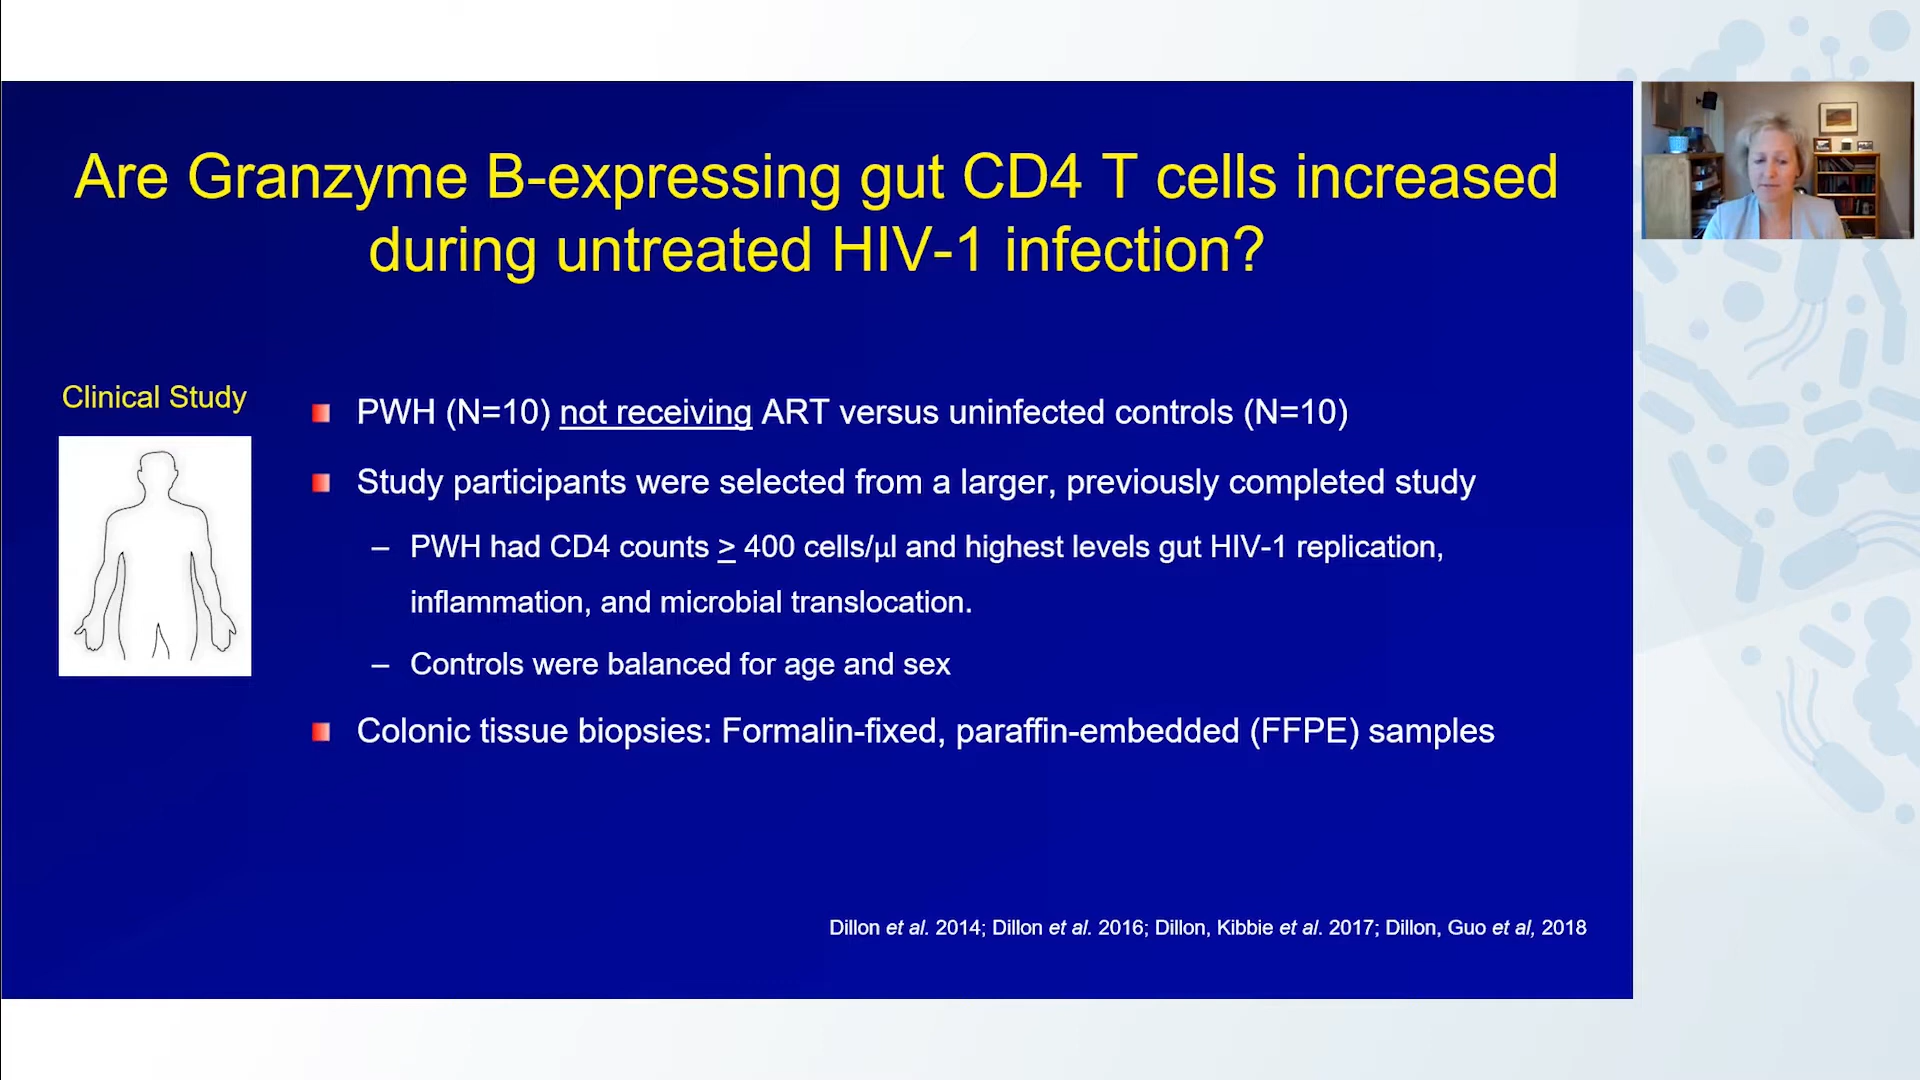 Are Granzyme B-expressing gut CD4 T cells increased
during untreated HIV-1 infection?
Clinical Study
PWH (N=10) not receiving ART versus uninfected controls (N=10)
Study participants were selected from a larger, previously completed study
– PWH had CD4 counts ≥ 400 cells/µl and highest levels gut HIV-1 replication,
inflammation, and microbial translocation.
– Controls were balanced for age and sex
Colonic tissue biopsies: Formalin-fixed, paraffin-embedded (FFPE) samples
Dillon et al. 2014; Dillon et al. 2016; Dillon, Kibbie et al. 2017; Dillon, Guo et al, 2018